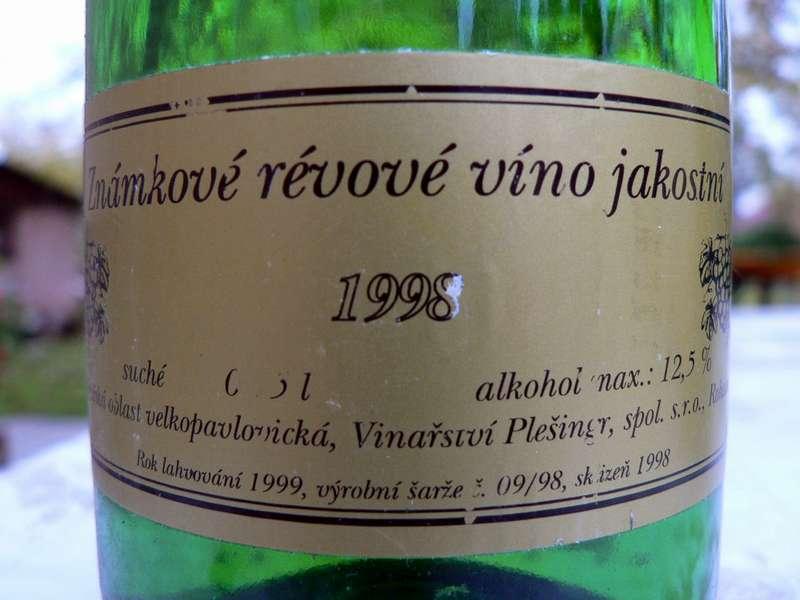 Známkové révové víno jakostní
1998
suché l alkohol max.: 12,5 %
oblast velkopavlovická, Vinařství Plešingr, spol. s.r.o.,
Rok lahvování 1999, výrobní šarže č. 09/98, sklizeň 1998